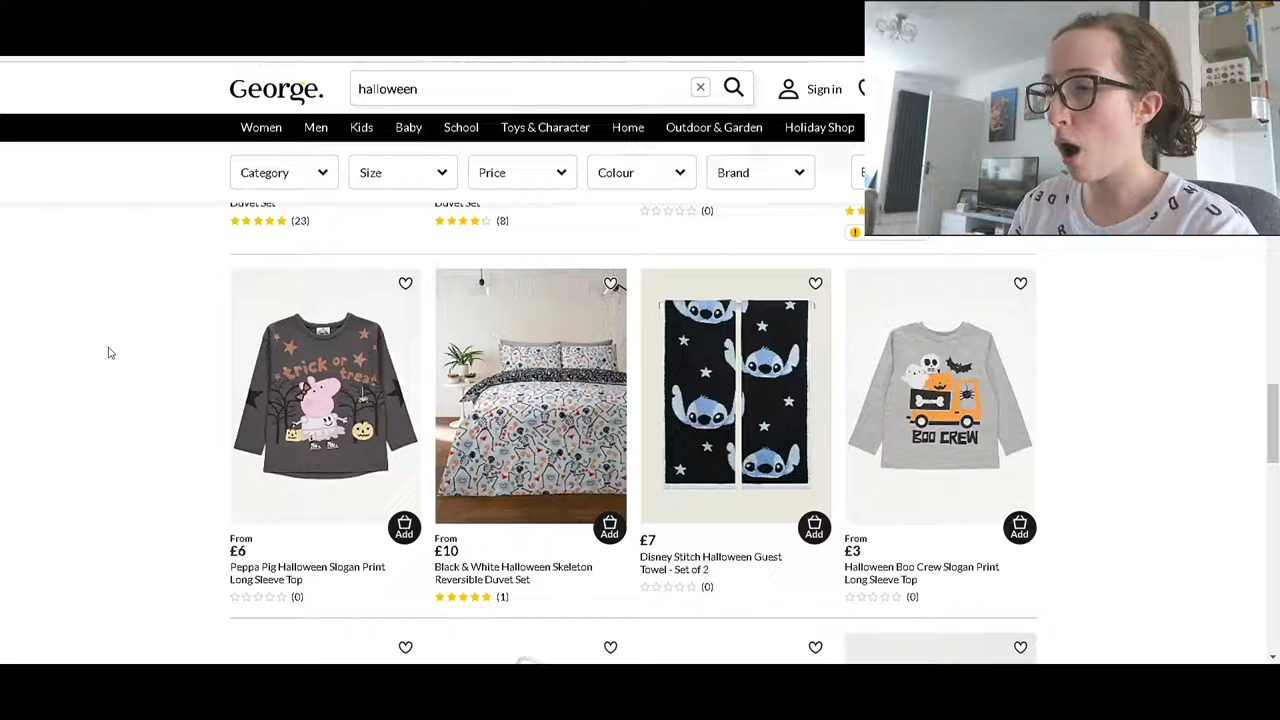 George.
halloween
Sign in
Women Men Kids Baby School Toys & Character Home Outdoor & Garden Holiday Shop
Category Size Price Colour Brand
Duvet Set Duvet Set
(23) (8) (0)
trick or
treat
BOO CREW
Add Add Add Add
From
£6
Peppa Pig Halloween Slogan Print
Long Sleeve Top
(0)
From
£10
Black & White Halloween Skeleton
Reversible Duvet Set
(1)
£7
Disney Stitch Halloween Guest
Towel - Set of 2
(0)
From
£3
Halloween Boo Crew Slogan Print
Long Sleeve Top
(0)